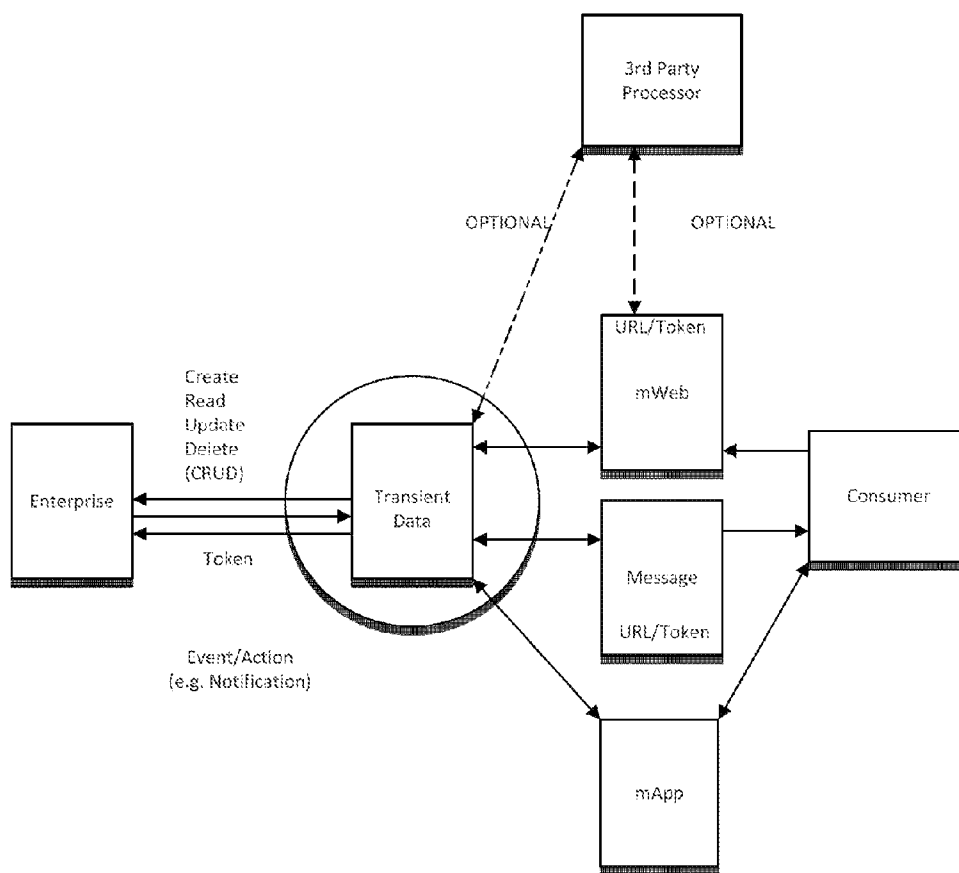 3rd Party
Processor
OPTIONAL
OPTIONAL
URL/Token
mWeb
Create
Read
Update
Delete
(CRUD)
Enterprise
Transient
Data
Consumer
Token
Message
URL/Token
Event/Action
(e.g. Notification)
mApp